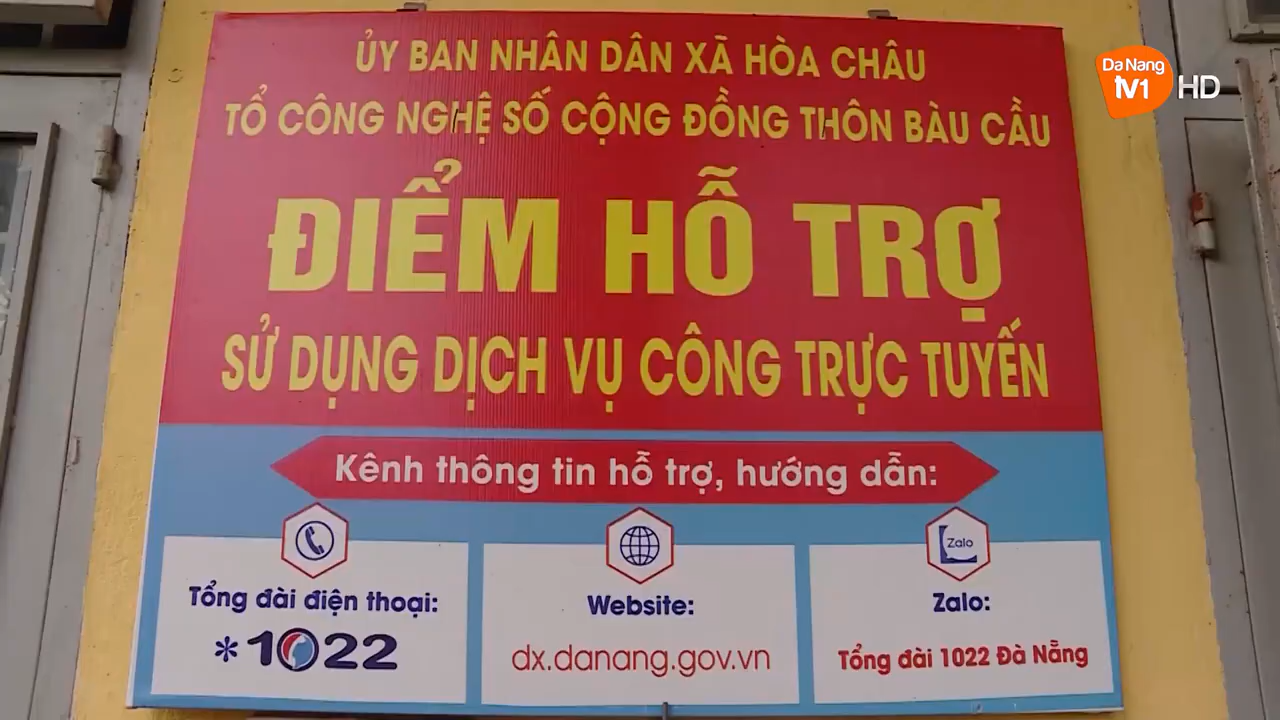 ỦY BAN NHÂN DÂN XÃ HÒA CHÂU
TỔ CÔNG NGHỆ SỐ CỘNG ĐỒNG THÔN BÀU CẦU
ĐIỂM HỖ TRỢ
SỬ DỤNG DỊCH VỤ CÔNG TRỰC TUYẾN
Kênh thông tin hỗ trợ, hướng dẫn:
Tổng đài điện thoại:
*1022
Website:
dx.danang.gov.vn
Zalo
Zalo:
Tổng đài 1022 Đà Nẵng
Da Nang
tv1 HD